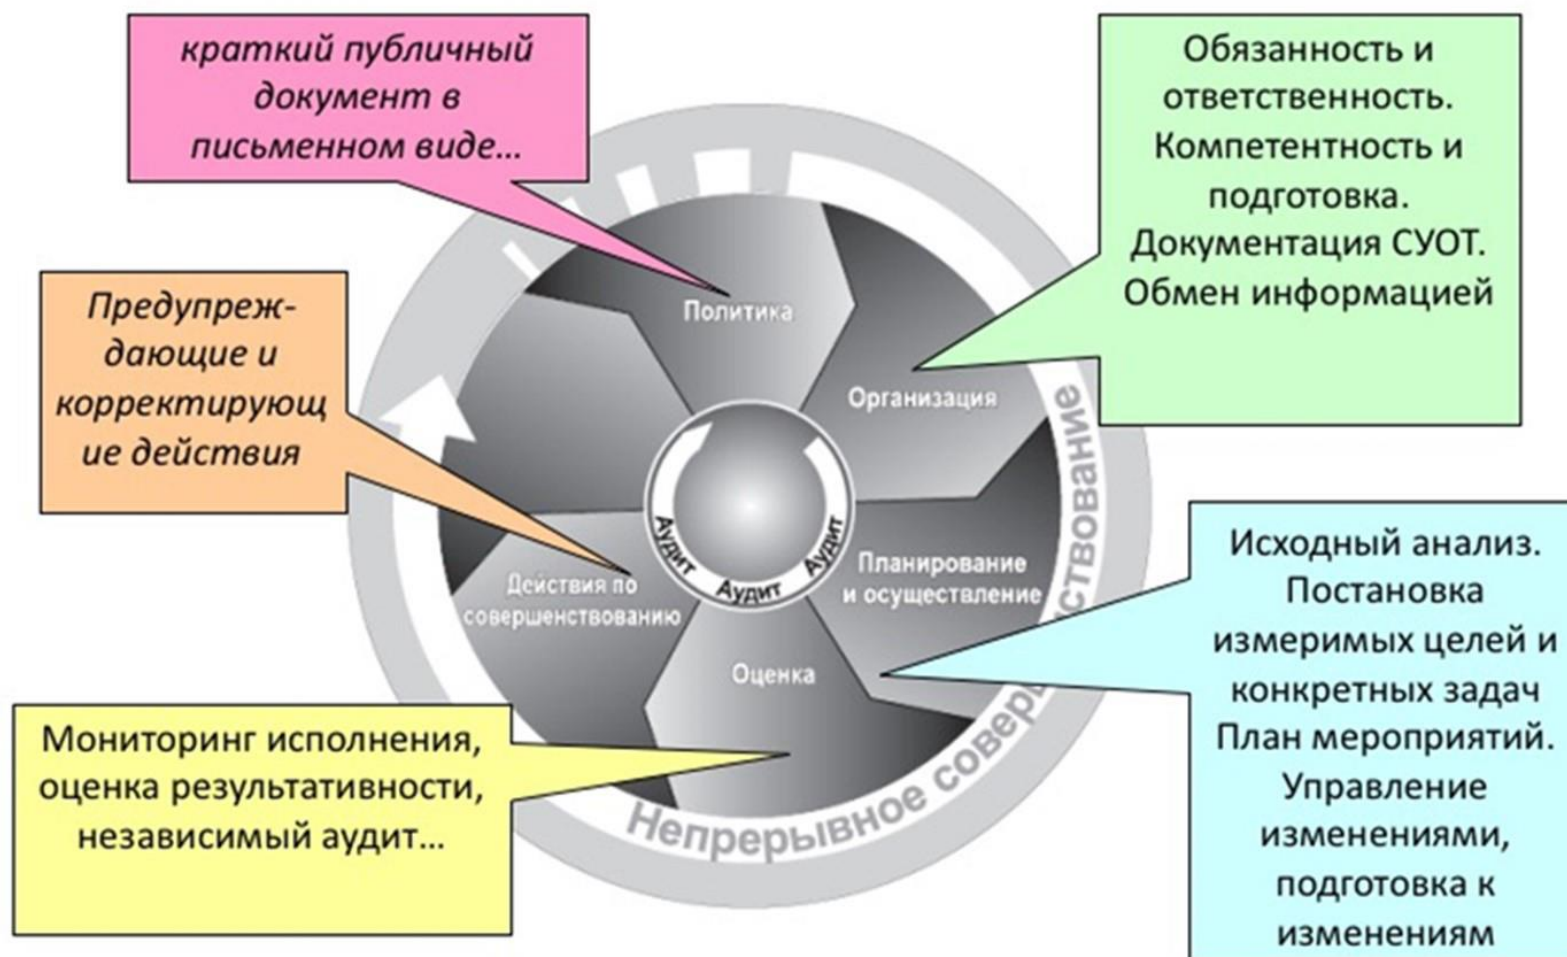 краткий публичный
документ в
письменном виде...
Обязанность и
ответственность.
Компетентность и
подготовка.
Документация СУОТ.
Обмен информацией
Предупреж-
дающие и
корректирующ
ие действия
Политика
Организация
Планирование
и осуществление
Оценка
Действия по
совершенствованию
Аудит
Аудит
Аудит
Непрерывное совер
ствование
Исходный анализ.
Постановка
измеримых целей и
конкретных задач
План мероприятий.
Управление
изменениями,
подготовка к
изменениям
Мониторинг исполнения,
оценка результативности,
независимый аудит...